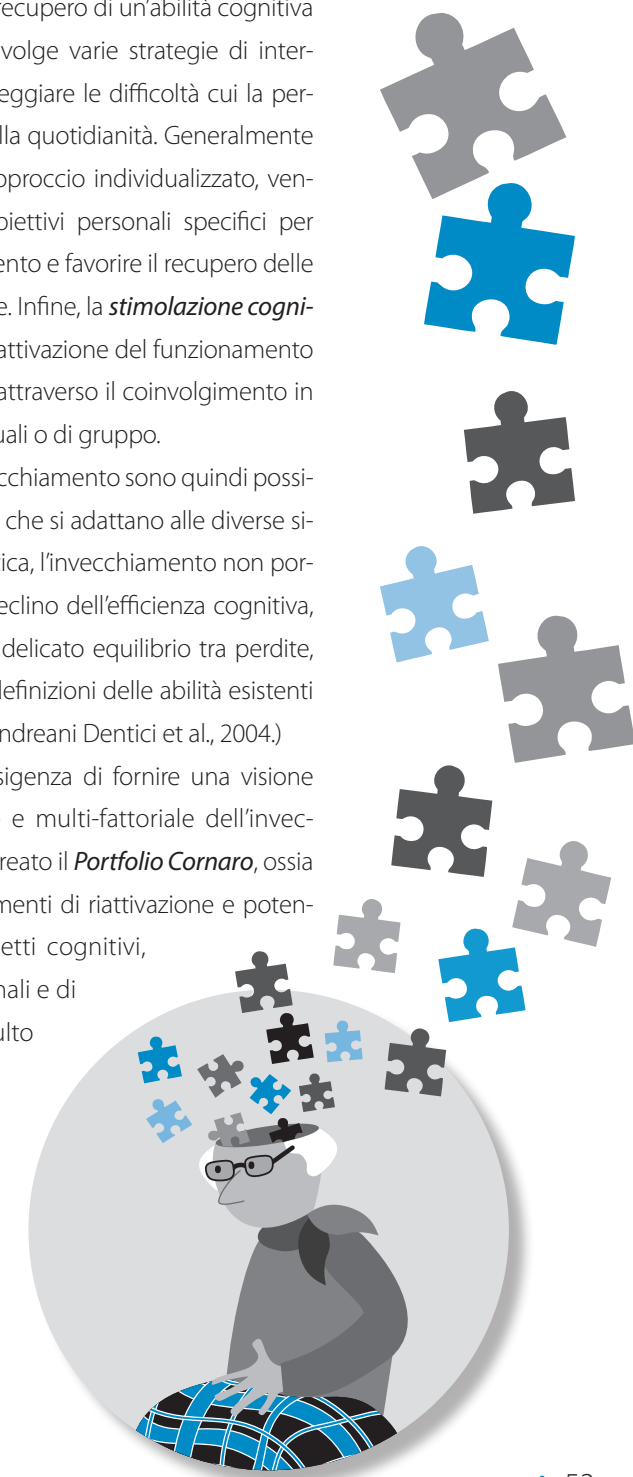 recupero di un'abilità cognitiva
volge varie strategie di inter-
eggiare le difficoltà cui la per-
lla quotidianità. Generalmente
pproccio individualizzato, ven-
biettivi personali specifici per
ento e favorire il recupero delle
e. Infine, la stimolazione cogni-
attivazione del funzionamento
attraverso il coinvolgimento in
uali o di gruppo.
cchiamento sono quindi possi-
che si adattano alle diverse si-
tica, l'invecchiamento non por-
eclino dell'efficienza cognitiva,
delicato equilibrio tra perdite,
definizioni delle abilità esistenti
ndreani Dentici et al., 2004.)
sigenza di fornire una visione
e multi-fattoriale dell'invec-
reato il Portfolio Cornaro, ossia
menti di riattivazione e poten-
etti cognitivi,
nali e di
ulto